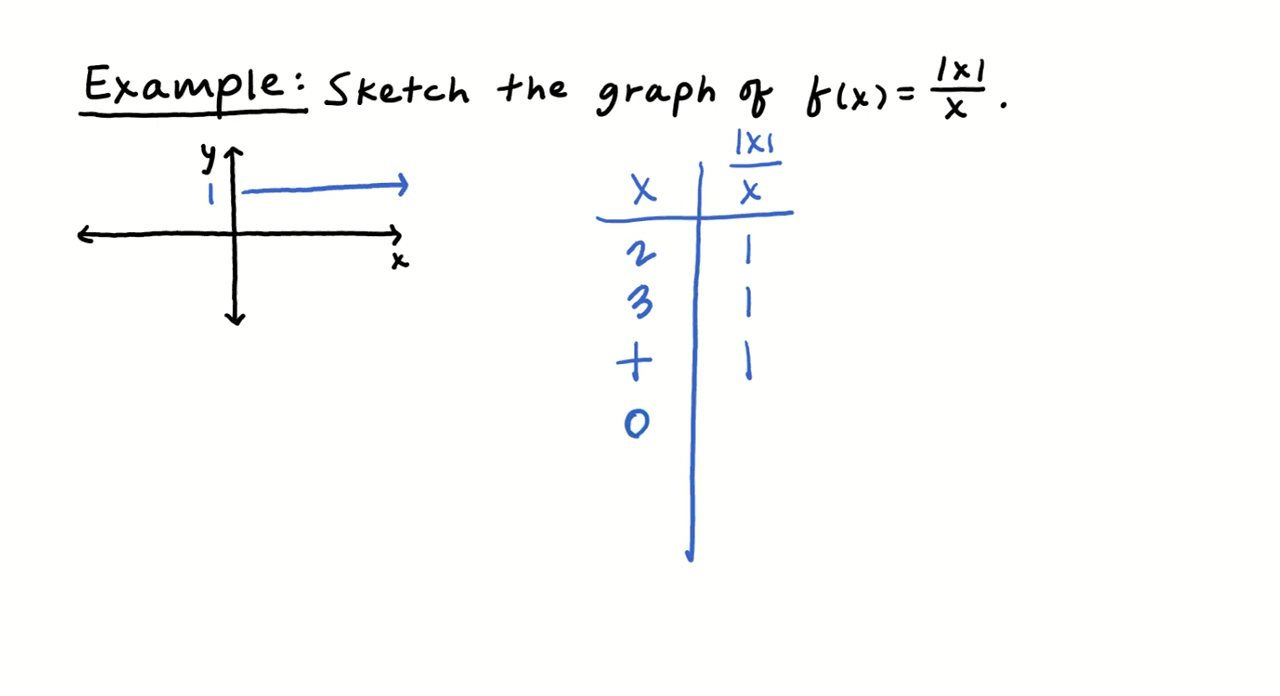 Example: Sketch the graph of f(x) = |x|/x.
y
1
x
x | |x|/x
2 | 1
3 | 1
+ | 1
0